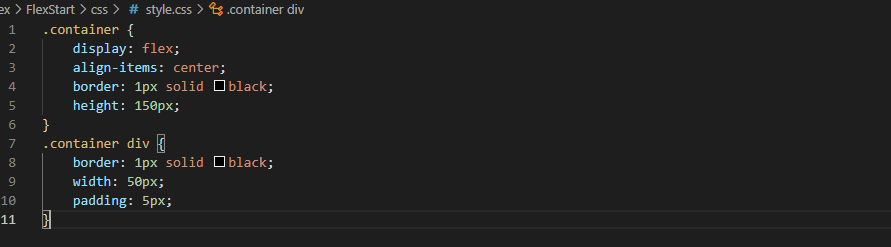 ex > FlexStart > css > # style.css > .container div
1 .container {
2 display: flex;
3 align-items: center;
4 border: 1px solid black;
5 height: 150px;
6 }
7 .container div {
8 border: 1px solid black;
9 width: 50px;
10 padding: 5px;
11 }